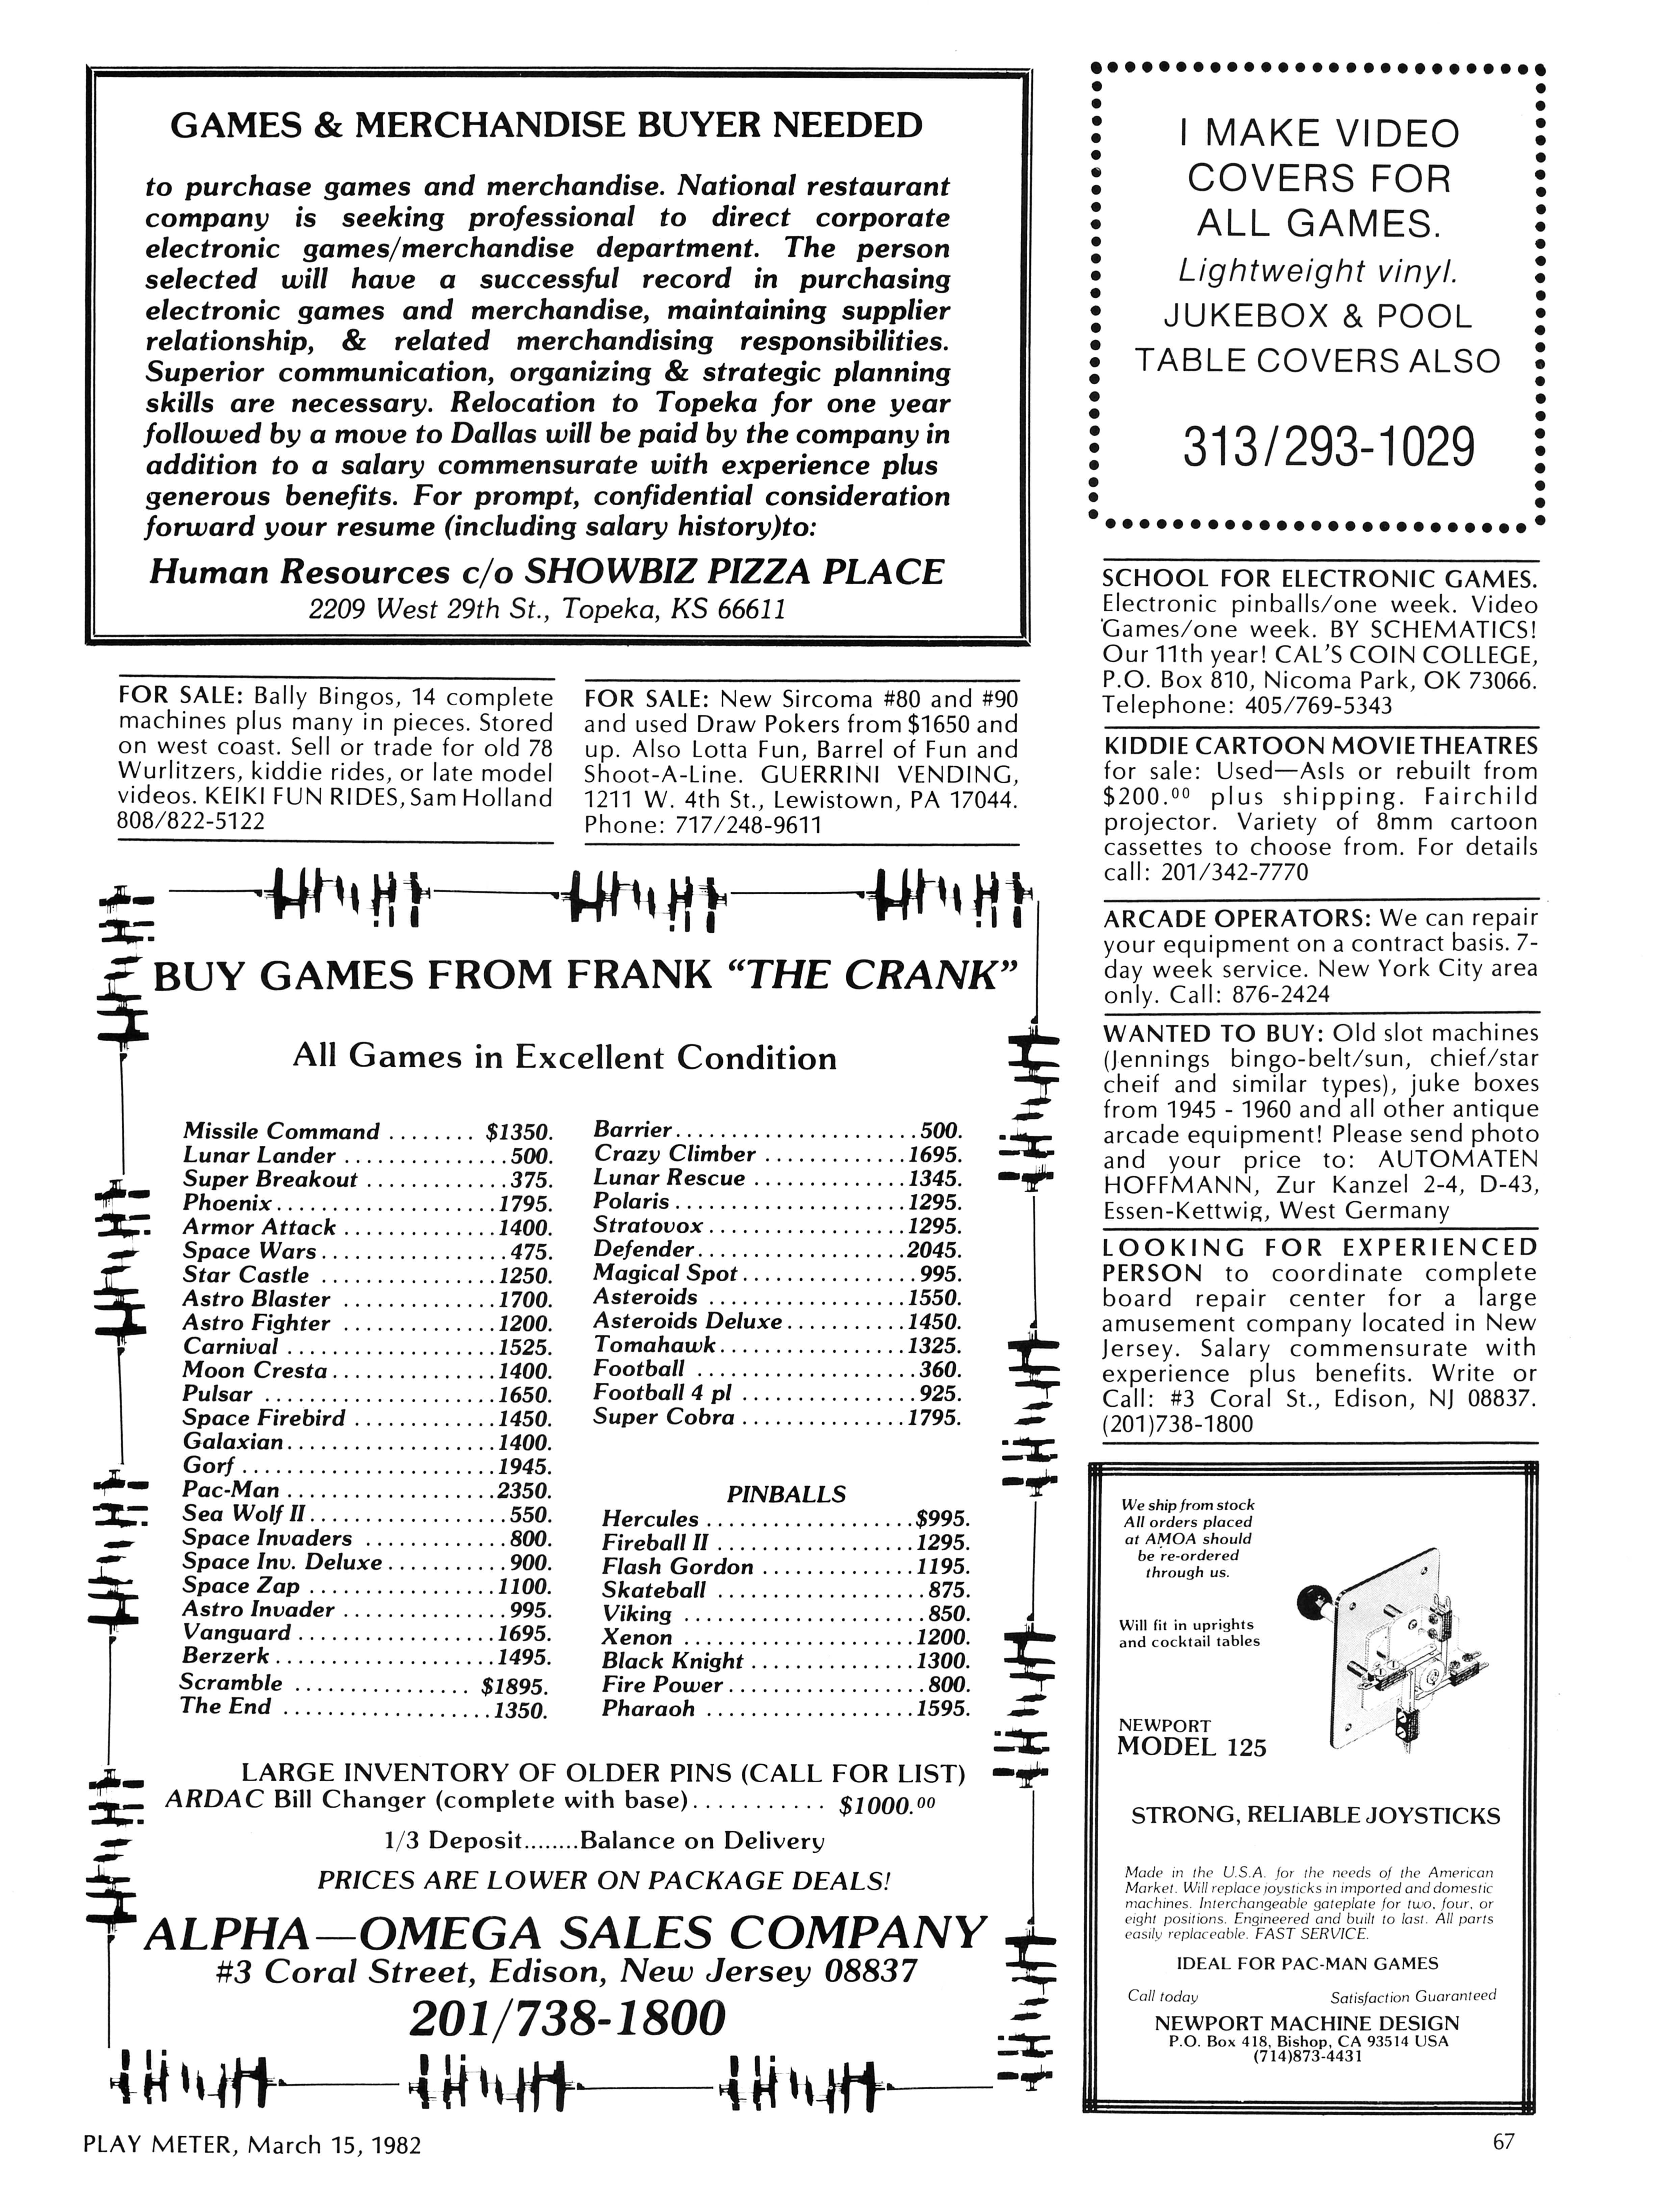 GAMES & MERCHANDISE BUYER NEEDED
to purchase games and merchandise. National restaurant
company is seeking professional to direct corporate
electronic games/merchandise department. The person
selected will have a successful record in purchasing
electronic games and merchandise, maintaining supplier
relationship, & related merchandising responsibilities.
Superior communication, organizing & strategic planning
skills are necessary. Relocation to Topeka for one year
followed by a move to Dallas will be paid by the company in
addition to a salary commensurate with experience plus
generous benefits. For prompt, confidential consideration
forward your resume (including salary history)to:
Human Resources c/o SHOWBIZ PIZZA PLACE
2209 West 29th St., Topeka, KS 66611
FOR SALE: Bally Bingos, 14 complete
machines plus many in pieces. Stored
on west coast. Sell or trade for old 78
Wurlitzers, kiddie rides, or late model
videos. KEIKI FUN RIDES, Sam Holland
808/822-5122
FOR SALE: New Sircoma #80 and #90
and used Draw Pokers from $1650 and
up. Also Lotta Fun, Barrel of Fun and
Shoot-A-Line. GUERRINI VENDING,
1211 W. 4th St., Lewistown, PA 17044.
Phone: 717/248-9611
BUY GAMES FROM FRANK "THE CRANK"
All Games in Excellent Condition
Missile Command ........ $1350.
Lunar Lander ............... 500.
Super Breakout ............. 375.
Phoenix .................... 1795.
Armor Attack .............. 1400.
Space Wars ................. 475.
Star Castle ................ 1250.
Astro Blaster .............. 1700.
Astro Fighter .............. 1200.
Carnival ................... 1525.
Moon Cresta ............... 1400.
Pulsar ..................... 1650.
Space Firebird ............. 1450.
Galaxian ................... 1400.
Gorf ....................... 1945.
Pac-Man ................... 2350.
Sea Wolf II .................. 550.
Space Invaders ............. 800.
Space Inv. Deluxe ........... 900.
Space Zap ................. 1100.
Astro Invader ............... 995.
Vanguard .................. 1695.
Berzerk .................... 1495.
Scramble ................ $1895.
The End ................... 1350.
Barrier ...................... 500.
Crazy Climber ............. 1695.
Lunar Rescue .............. 1345.
Polaris ..................... 1295.
Stratovox .................. 1295.
Defender ................... 2045.
Magical Spot ................ 995.
Asteroids .................. 1550.
Asteroids Deluxe ........... 1450.
Tomahawk ................. 1325.
Football .................... 360.
Football 4 pl ................ 925.
Super Cobra ............... 1795.
PINBALLS
Hercules ................... $995.
Fireball II .................. 1295.
Flash Gordon .............. 1195.
Skateball ................... 875.
Viking ...................... 850.
Xenon ..................... 1200.
Black Knight ............... 1300.
Fire Power .................. 800.
Pharaoh ................... 1595.
LARGE INVENTORY OF OLDER PINS (CALL FOR LIST)
ARDAC Bill Changer (complete with base) ........... $1000.00
1/3 Deposit........Balance on Delivery
PRICES ARE LOWER ON PACKAGE DEALS!
ALPHA—OMEGA SALES COMPANY
#3 Coral Street, Edison, New Jersey 08837
201/738-1800
I MAKE VIDEO
COVERS FOR
ALL GAMES.
Lightweight vinyl.
JUKEBOX & POOL
TABLE COVERS ALSO
313/293-1029
SCHOOL FOR ELECTRONIC GAMES.
Electronic pinballs/one week. Video
Games/one week. BY SCHEMATICS!
Our 11th year! CAL'S COIN COLLEGE,
P.O. Box 810, Nicoma Park, OK 73066.
Telephone: 405/769-5343
KIDDIE CARTOON MOVIE THEATRES
for sale: Used—AsIs or rebuilt from
$200.00 plus shipping. Fairchild
projector. Variety of 8mm cartoon
cassettes to choose from. For details
call: 201/342-7770
ARCADE OPERATORS: We can repair
your equipment on a contract basis. 7-
day week service. New York City area
only. Call: 876-2424
WANTED TO BUY: Old slot machines
(Jennings bingo-belt/sun, chief/star
cheif and similar types), juke boxes
from 1945 - 1960 and all other antique
arcade equipment! Please send photo
and your price to: AUTOMATEN
HOFFMANN, Zur Kanzel 2-4, D-43,
Essen-Kettwig, West Germany
LOOKING FOR EXPERIENCED
PERSON to coordinate complete
board repair center for a large
amusement company located in New
Jersey. Salary commensurate with
experience plus benefits. Write or
Call: #3 Coral St., Edison, NJ 08837.
(201)738-1800
We ship from stock
All orders placed
at AMOA should
be re-ordered
through us.
Will fit in uprights
and cocktail tables
NEWPORT
MODEL 125
STRONG, RELIABLE JOYSTICKS
Made in the U.S.A. for the needs of the American
Market. Will replace joysticks in imported and domestic
machines. Interchangeable gateplate for two, four, or
eight positions. Engineered and built to last. All parts
easily replaceable. FAST SERVICE.
IDEAL FOR PAC-MAN GAMES
Call today Satisfaction Guaranteed
NEWPORT MACHINE DESIGN
P.O. Box 418, Bishop, CA 93514 USA
(714)873-4431
PLAY METER, March 15, 1982
67